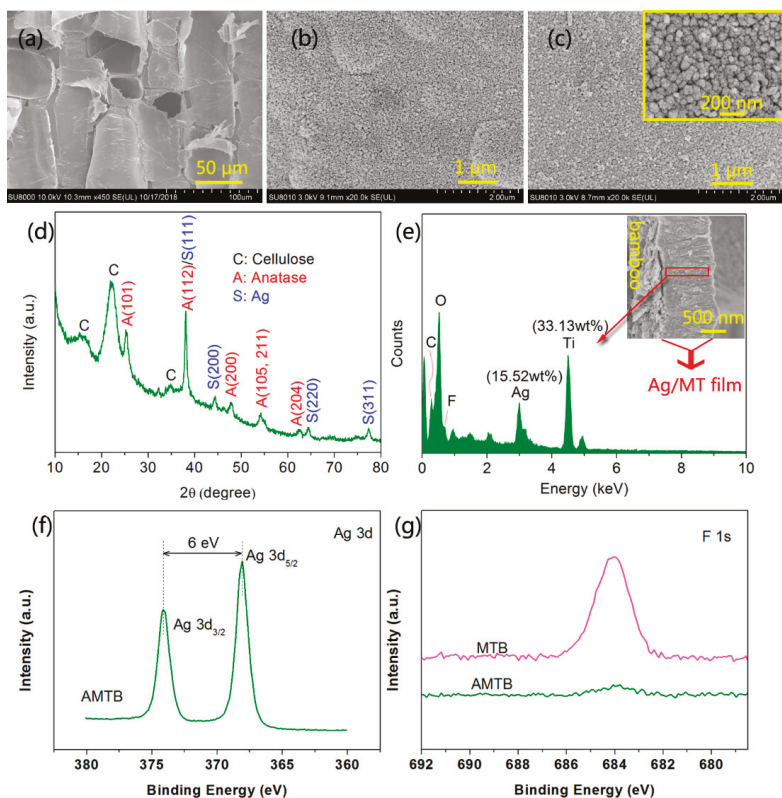 (a)
50 µm
SU8000 10.0kV 10.3mm x450 SE(UL) 10/17/2018 100um
(b)
1 µm
SU8010 3.0kV 9.1mm x20.0k SE(UL) 2.00um
(c)
200 nm
1 µm
SU8010 3.0kV 8.7mm x20.0k SE(UL) 2.00um
(d)
Intensity (a.u.)
C
C
A(101)
C
A(112)/S(111)
S(200)
A(200)
A(105, 211)
A(204)
S(220)
S(311)
C: Cellulose
A: Anatase
S: Ag
10 20 30 40 50 60 70 80
2θ (degree)
(e)
Counts
C
O
F
(15.52wt%)
Ag
(33.13wt%)
Ti
bamboo
500 nm
Ag/MT film
0 2 4 6 8 10
Energy (keV)
(f)
Ag 3d
6 eV
Ag 3d5/2
Ag 3d3/2
AMTB
Intensity (a.u.)
380 375 370 365 360
Binding Energy (eV)
(g)
F 1s
MTB
AMTB
Intensity (a.u.)
692 690 688 686 684 682 680
Binding Energy (eV)